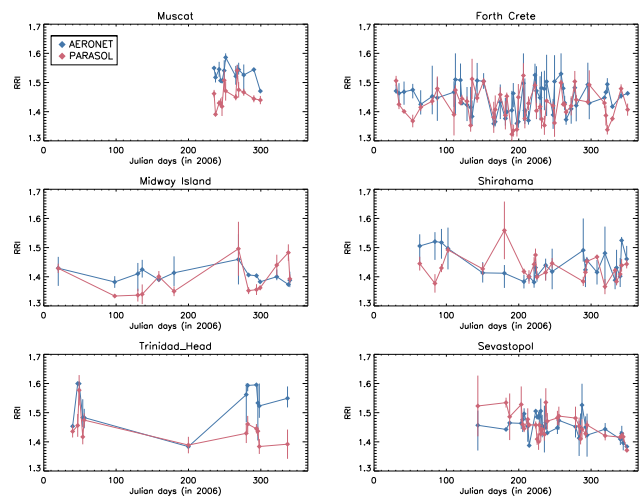 Muscat
Forth Crete
1.7
1.6
1.5
1.4
1.3
RRI
AERONET
PARASOL
0
100
200
300
Julian days (in 2006)
1.7
1.6
1.5
1.4
1.3
RRI
0
100
200
300
Julian days (in 2006)
Midway Island
Shirahama
1.7
1.6
1.5
1.4
1.3
RRI
0
100
200
300
Julian days (in 2006)
1.7
1.6
1.5
1.4
1.3
RRI
0
100
200
300
Julian days (in 2006)
Trinidad_Head
Sevastopol
1.7
1.6
1.5
1.4
1.3
RRI
0
100
200
300
Julian days (in 2006)
1.7
1.6
1.5
1.4
1.3
RRI
0
100
200
300
Julian days (in 2006)